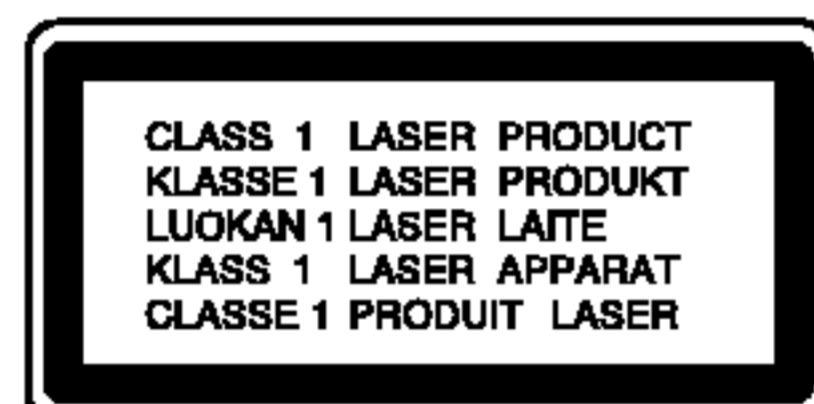 CLASS 1 LASER PRODUCT
KLASSE 1 LASER PRODUKT
LUOKAN 1 LASER LAITE
KLASS 1 LASER APPARAT
CLASSE 1 PRODUIT LASER